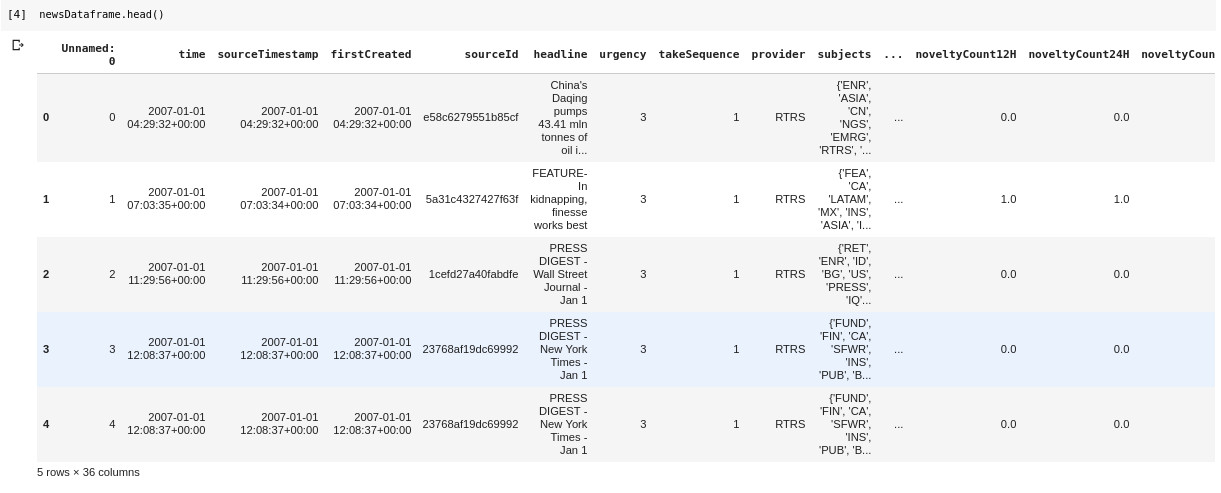 [4] newsDataframe.head()
Unnamed: 0 time sourceTimestamp firstCreated sourceId headline urgency takeSequence provider subjects ... noveltyCount12H noveltyCount24H noveltyCoun
0 0 2007-01-01 04:29:32+00:00 2007-01-01 04:29:32+00:00 2007-01-01 04:29:32+00:00 e58c6279551b85cf China's Daqing pumps 43.41 mln tonnes of oil i... 3 1 RTRS {'ENR', 'ASIA', 'CN', 'NGS', 'EMRG', 'RTRS', '... ... 0.0 0.0
1 1 2007-01-01 07:03:35+00:00 2007-01-01 07:03:34+00:00 2007-01-01 07:03:34+00:00 5a31c4327427f63f FEATURE- In kidnapping, finesse works best 3 1 RTRS {'FEA', 'CA', 'LATAM', 'MX', 'INS', 'ASIA', 'I... ... 1.0 1.0
2 2 2007-01-01 11:29:56+00:00 2007-01-01 11:29:56+00:00 2007-01-01 11:29:56+00:00 1cefd27a40fabdfe PRESS DIGEST - Wall Street Journal - Jan 1 3 1 RTRS {'RET', 'ENR', 'ID', 'BG', 'US', 'PRESS', 'IQ'... ... 0.0 0.0
3 3 2007-01-01 12:08:37+00:00 2007-01-01 12:08:37+00:00 2007-01-01 12:08:37+00:00 23768af19dc69992 PRESS DIGEST - New York Times - Jan 1 3 1 RTRS {'FUND', 'FIN', 'CA', 'SFWR', 'INS', 'PUB', 'B... ... 0.0 0.0
4 4 2007-01-01 12:08:37+00:00 2007-01-01 12:08:37+00:00 2007-01-01 12:08:37+00:00 23768af19dc69992 PRESS DIGEST - New York Times - Jan 1 3 1 RTRS {'FUND', 'FIN', 'CA', 'SFWR', 'INS', 'PUB', 'B... ... 0.0 0.0
5 rows × 36 columns